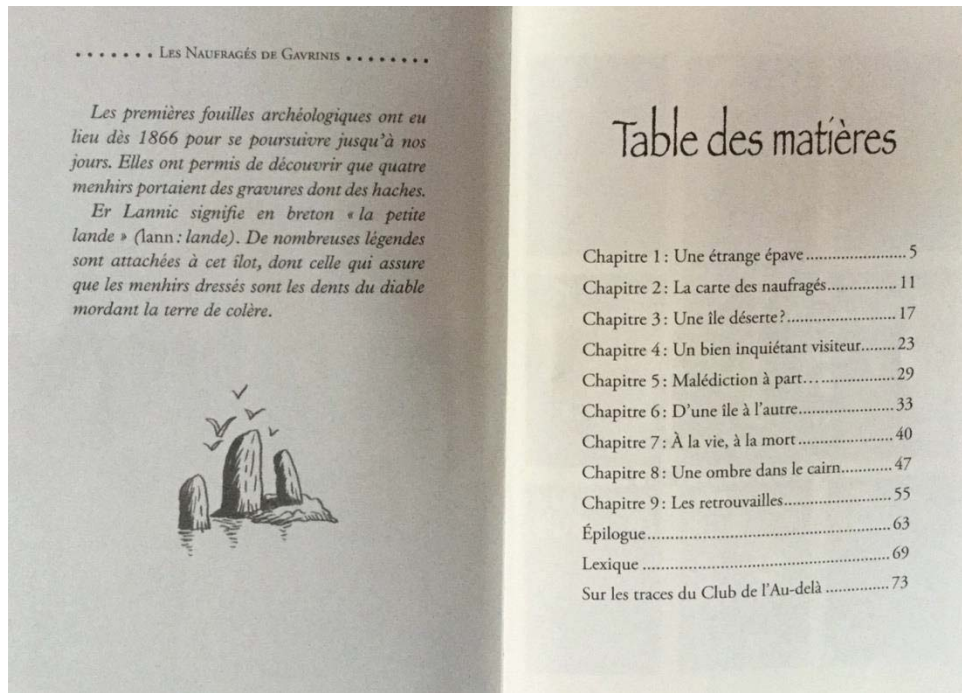 ....... Les Naufragés de Gavrinis ........
Les premières fouilles archéologiques ont eu
lieu dès 1866 pour se poursuivre jusqu'à nos
jours. Elles ont permis de découvrir que quatre
menhirs portaient des gravures dont des haches.
Er Lannic signifie en breton « la petite
lande » (lann : lande). De nombreuses légendes
sont attachées à cet îlot, dont celle qui assure
que les menhirs dressés sont les dents du diable
mordant la terre de colère.
Table des matières
Chapitre 1 : Une étrange épave.......................5
Chapitre 2 : La carte des naufragés................11
Chapitre 3 : Une île déserte?.........................17
Chapitre 4 : Un bien inquiétant visiteur........23
Chapitre 5 : Malédiction à part....................29
Chapitre 6 : D'une île à l'autre......................33
Chapitre 7 : À la vie, à la mort ......................40
Chapitre 8 : Une ombre dans le cairn............47
Chapitre 9 : Les retrouvailles.........................55
Épilogue........................................................63
Lexique .........................................................69
Sur les traces du Club de l'Au-delà ...............73